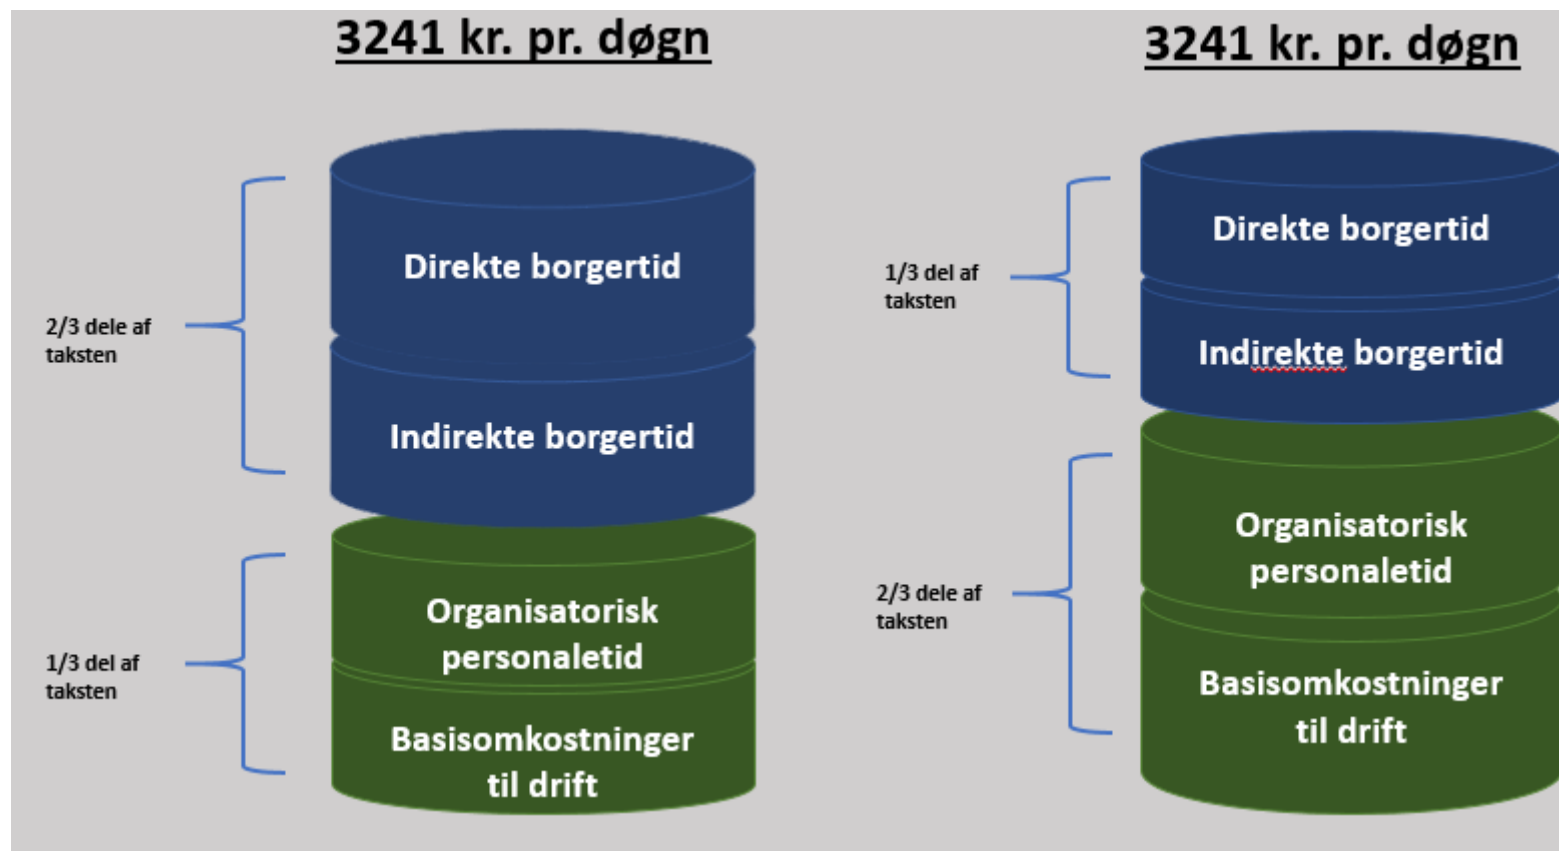 3241 kr. pr. døgn
Direkte borgertid
2/3 dele af
taksten
Indirekte borgertid
Organisatorisk
personaletid
1/3 del af
taksten
Basisomkostninger
til drift
3241 kr. pr. døgn
Direkte borgertid
1/3 del af
taksten
Indirekte borgertid
Organisatorisk
personaletid
2/3 dele af
taksten
Basisomkostninger
til drift